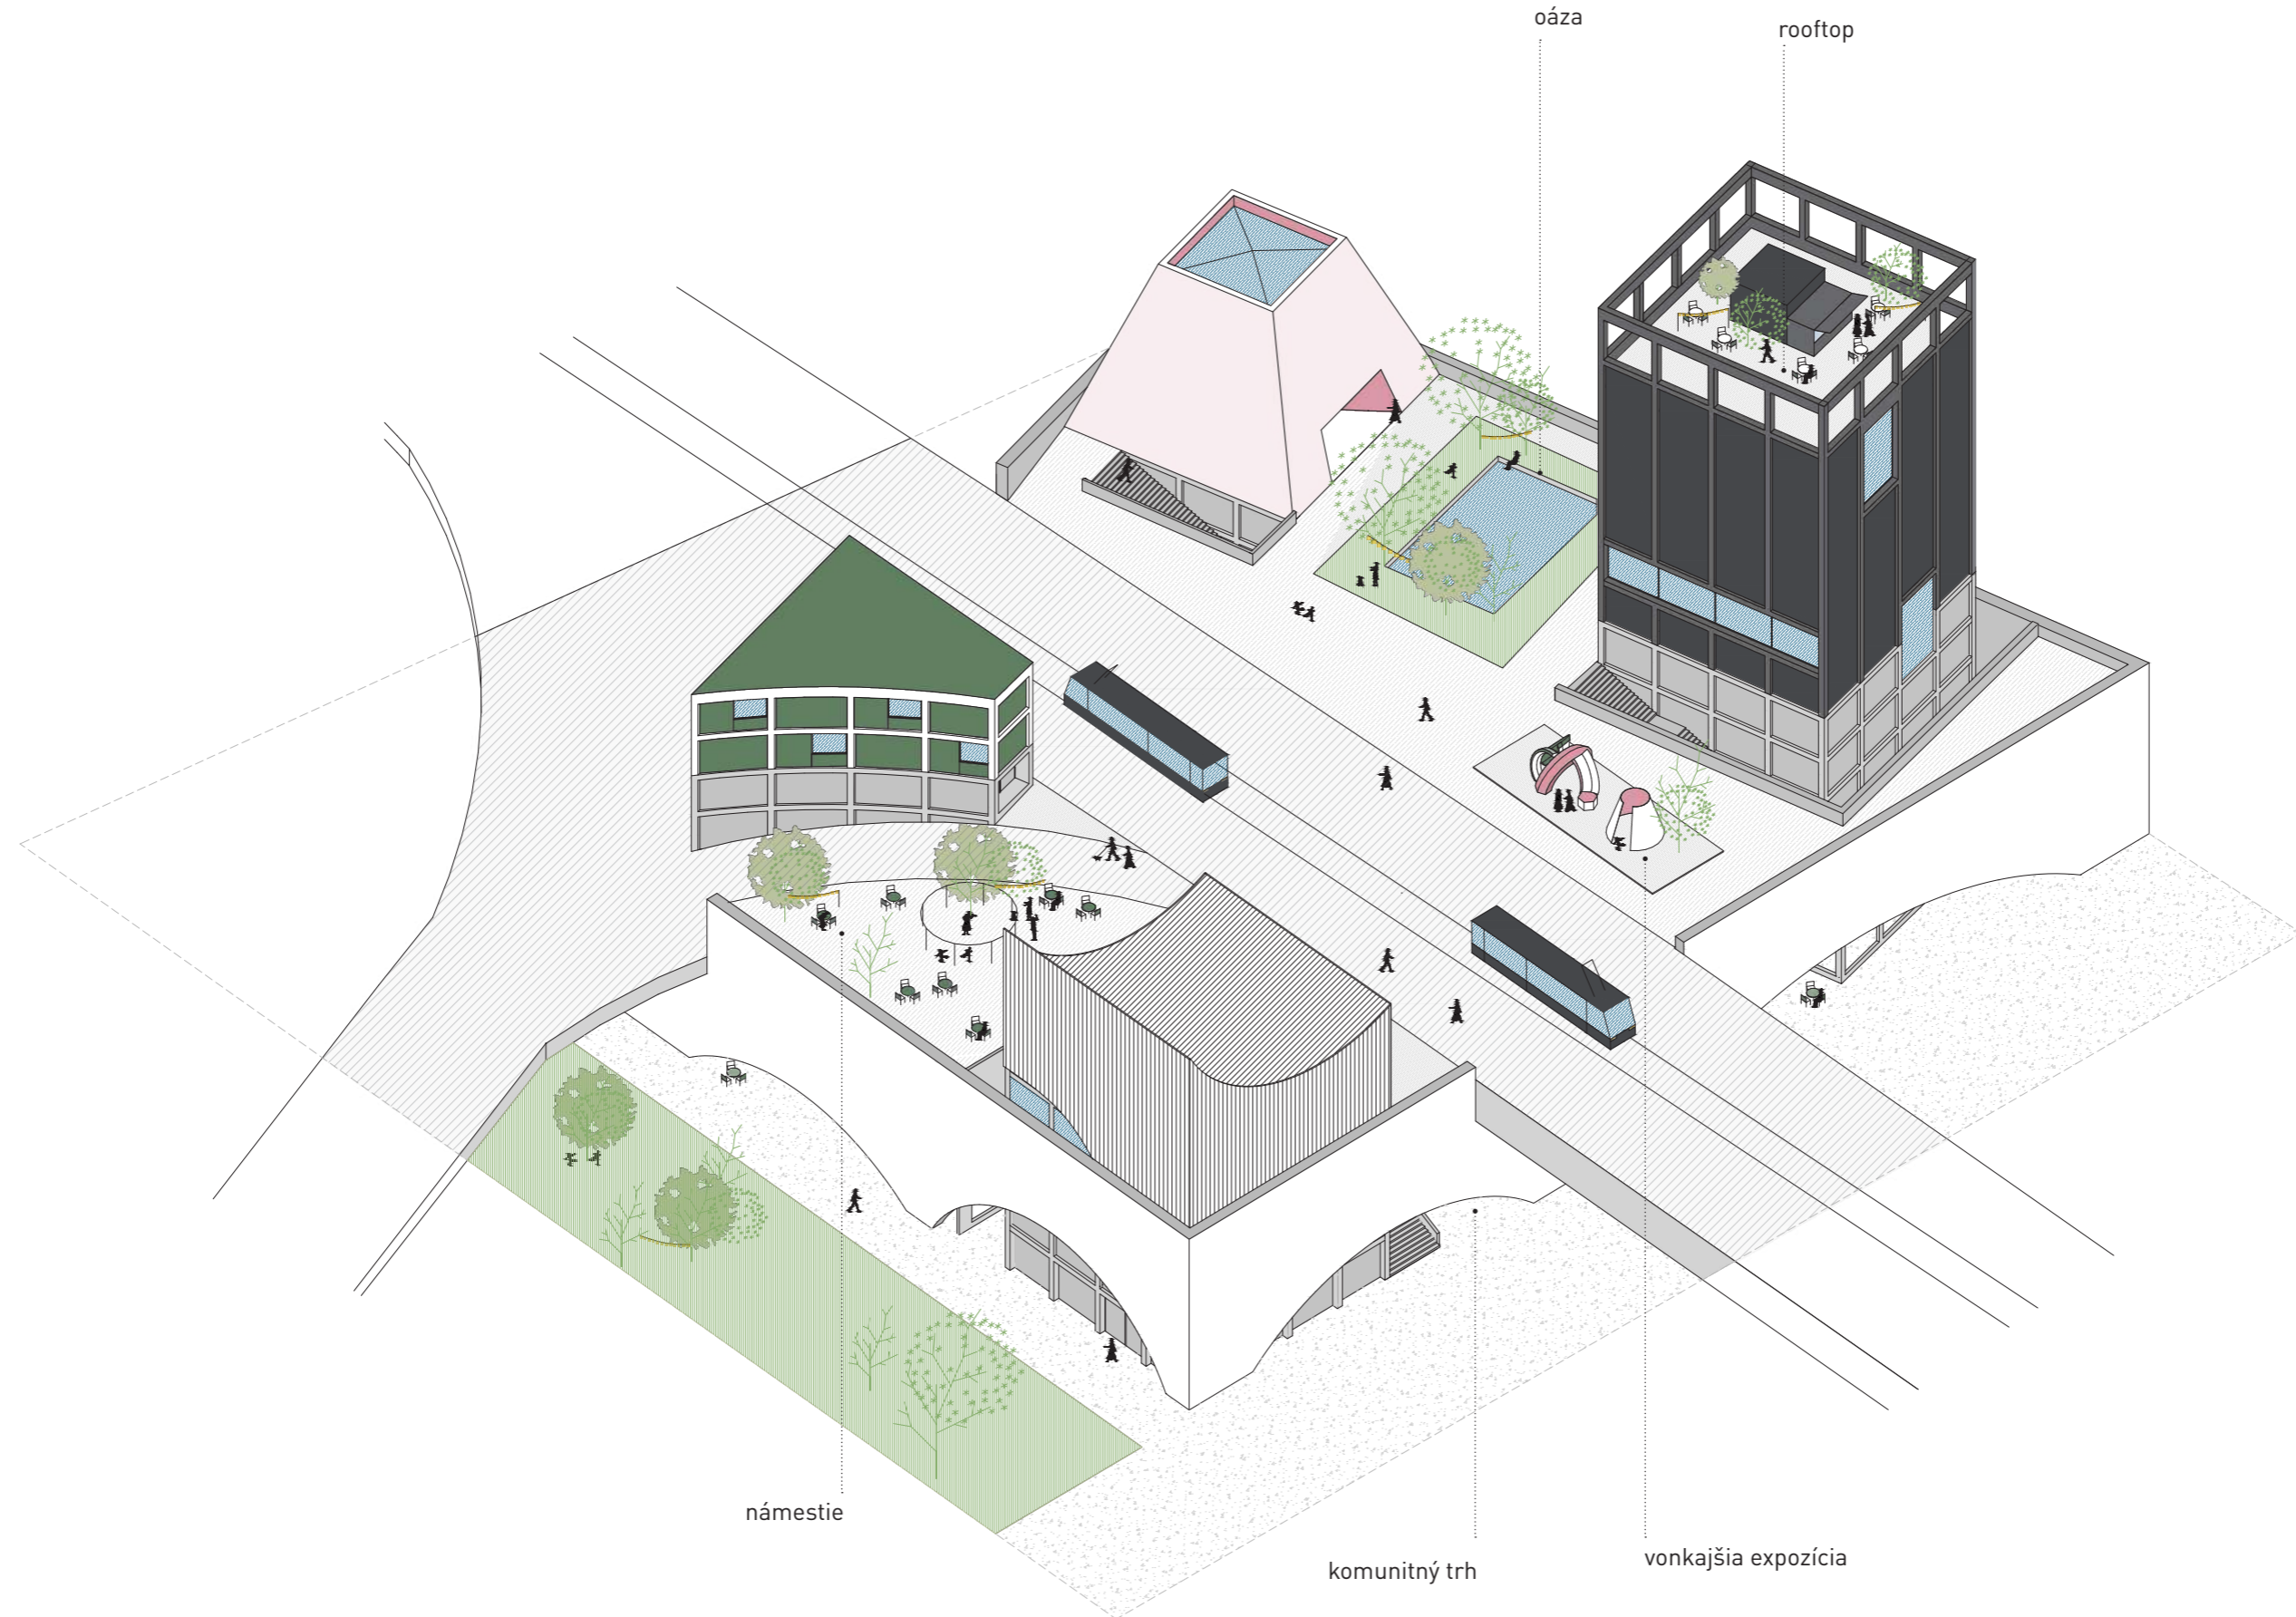 oáza
rooftop
námestie
komunitný trh
vonkajšia expozícia